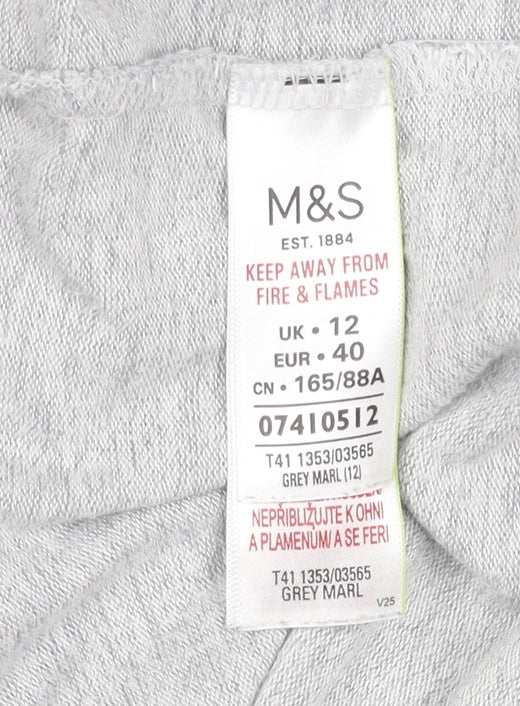 M&S
EST. 1884
KEEP AWAY FROM
FIRE & FLAMES
UK • 12
EUR • 40
CN • 165/88A
07410512
T41 1353/03565
GREY MARL (12)
NEPŘIBLIŽUJTE K OHNI
A PLAMENUM/A SE FERI
T41 1353/03565
GREY MARL
V25